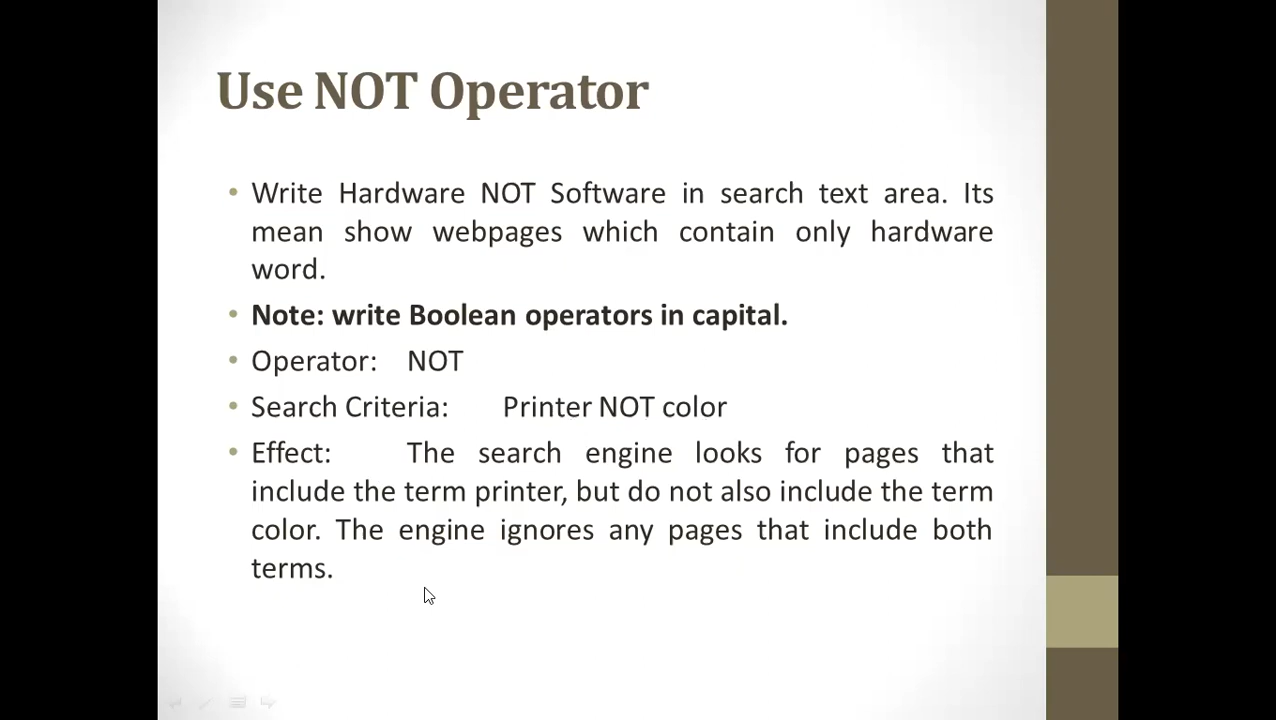 Use NOT Operator
• Write Hardware NOT Software in search text area. Its
mean show webpages which contain only hardware
word.
• Note: write Boolean operators in capital.
• Operator: NOT
• Search Criteria: Printer NOT color
• Effect: The search engine looks for pages that
include the term printer, but do not also include the term
color. The engine ignores any pages that include both
terms.